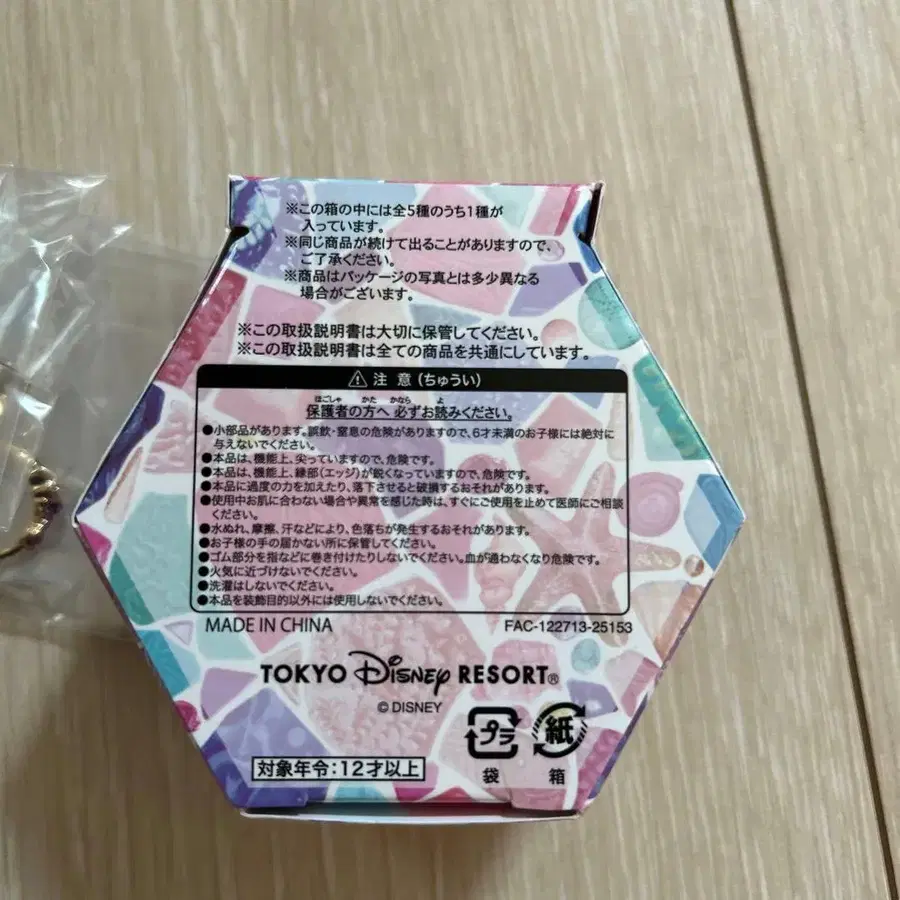 ※この箱の中には全5種のうち1種が
入っています。
※同じ商品が続けて出ることがありますので、
ご了承ください。
※商品はパッケージの写真とは多少異なる
場合がございます。
※この取扱説明書は大切に保管してください。
※この取扱説明書は全ての商品を共通にしています。
⚠ 注意(ちゅうい)
ほごしゃ かた かなら よ
保護者の方へ 必ずお読みください。
●小部品があります。誤飲・窒息の危険がありますので、6才未満のお子様には絶対に
与えないでください。
●本品は、機能上、尖っていますので、危険です。
●本品は、機能上、縁部(エッジ)が鋭くなっていますので、危険です。
●本品に過度の力を加えたり、落下させると破損するおそれがあります。
●使用中お肌に合わない場合や異常を感じた時は、すぐにご使用を止めて医師にご相談
ください。
●水ぬれ、摩擦、汗などにより、色落ちが発生するおそれがあります。
●お子様の手の届かない所に保管してください。
●ゴム部分を指などに巻き付けたりしないでください。血が通わなくなり危険です。
●火気に近づけないでください。
●洗濯はしないでください。
●本品を装飾目的以外には使用しないでください。
MADE IN CHINA
FAC-122713-25153
TOKYO Disney RESORT®
© DISNEY
プラ 紙
袋 箱
対象年令:12才以上